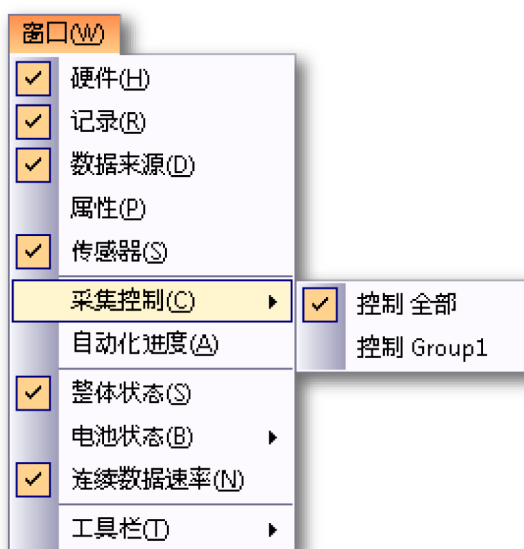 窗口(W)
硬件(H)
记录(R)
数据来源(D)
属性(P)
传感器(S)
采集控制(C)
控制 全部
自动化进度(A)
控制 Group1
整体状态(S)
电池状态(B)
连续数据速率(N)
工具栏(T)